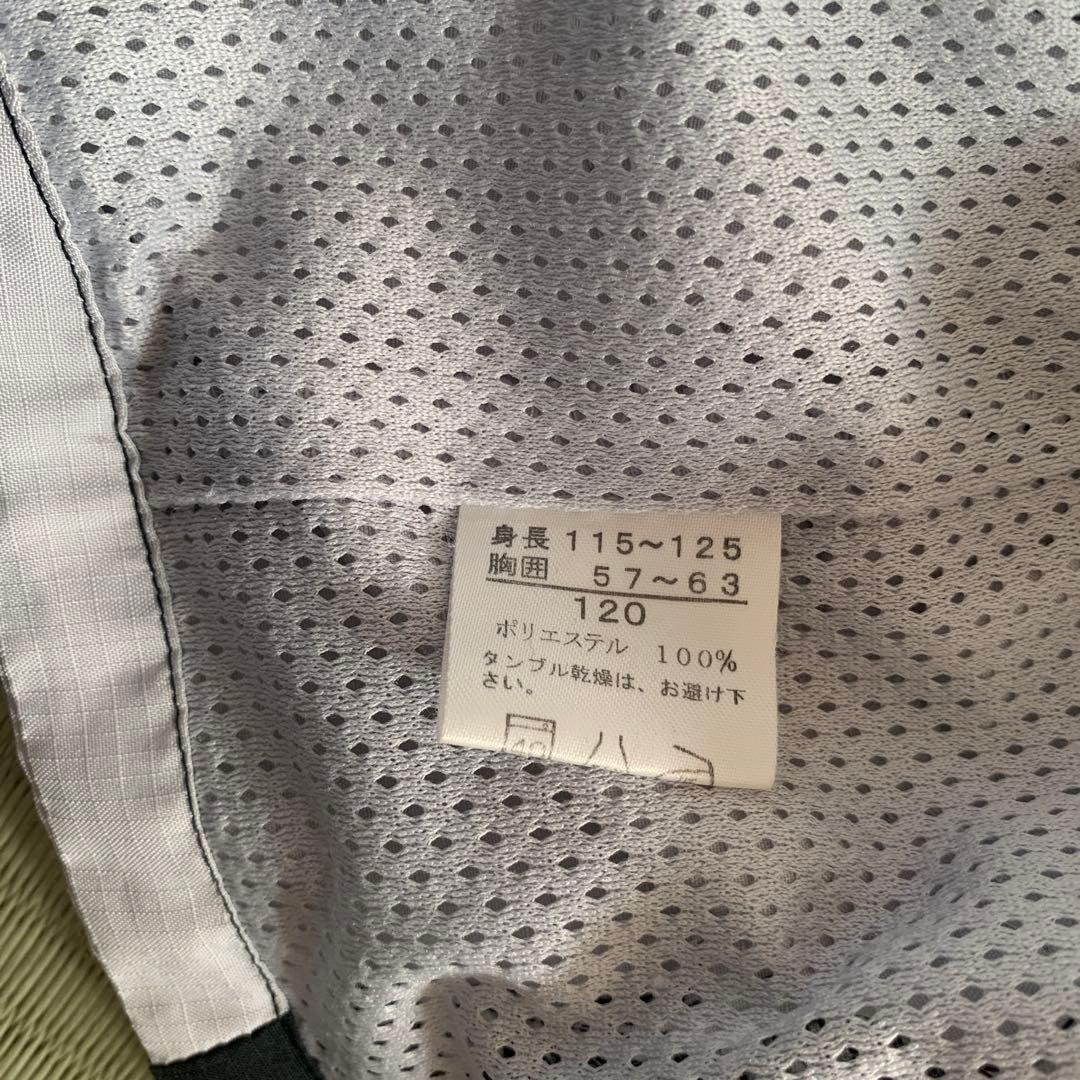 身長 115～125
胸囲 57～63
120
ポリエステル 100%
タンブル乾燥は、お避け下
さい。
40